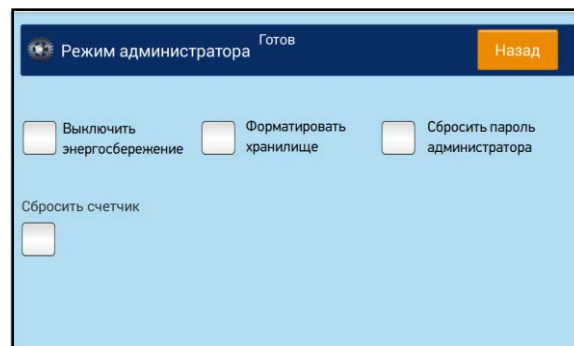 Готов
Режим администратора
Назад
Выключить
энергосбережение
Форматировать
хранилище
Сбросить пароль
администратора
Сбросить счетчик